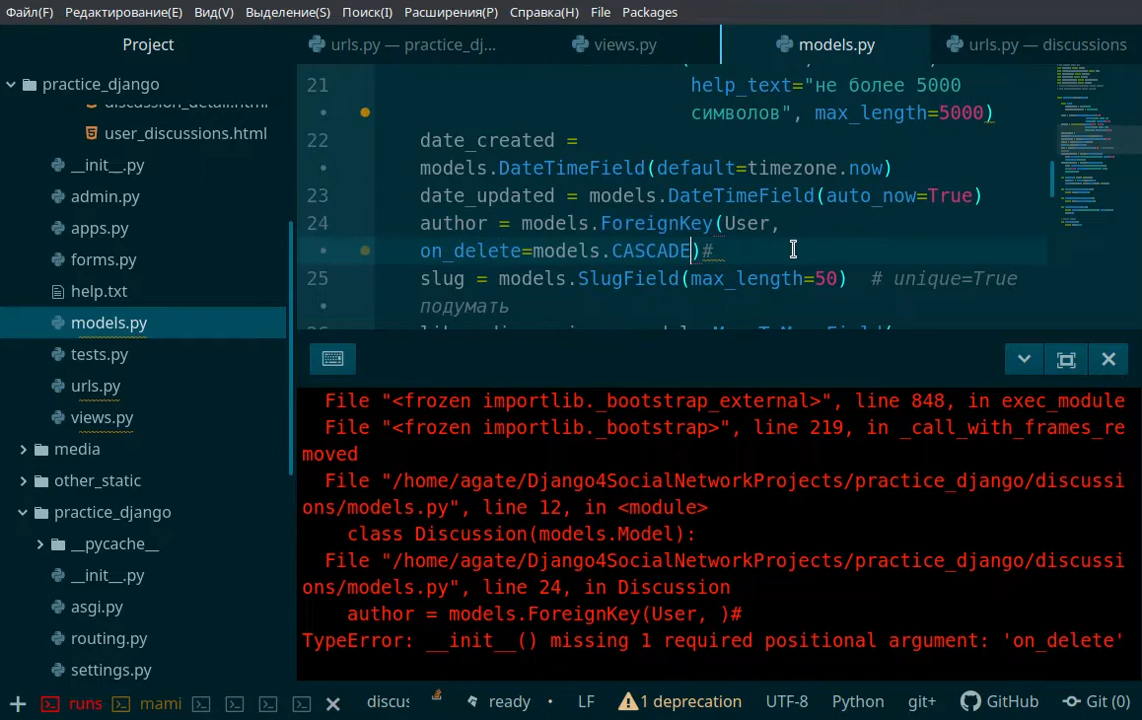 Файл(F) Редактирование(E) Вид(V) Выделение(S) Поиск(I) Расширения(P) Справка(H) File Packages
Project
urls.py — practice_dj...
views.py
models.py
urls.py — discussions
practice_django
discussion_detail.html
user_discussions.html
__init__.py
admin.py
apps.py
forms.py
help.txt
models.py
tests.py
urls.py
views.py
media
other_static
practice_django
__pycache__
__init__.py
asgi.py
routing.py
settings.py
21 help_text="не более 5000
символов", max_length=5000)
22 date_created =
models.DateTimeField(default=timezone.now)
23 date_updated = models.DateTimeField(auto_now=True)
24 author = models.ForeignKey(User,
on_delete=models.CASCADE)#
25 slug = models.SlugField(max_length=50)  # unique=True
подумать
File "<frozen importlib._bootstrap_external>", line 848, in exec_module
File "<frozen importlib._bootstrap>", line 219, in _call_with_frames_re
moved
File "/home/agate/Django4SocialNetworkProjects/practice_django/discussi
ons/models.py", line 12, in <module>
class Discussion(models.Model):
File "/home/agate/Django4SocialNetworkProjects/practice_django/discussi
ons/models.py", line 24, in Discussion
author = models.ForeignKey(User, )#
TypeError: __init__() missing 1 required positional argument: 'on_delete'
runs mami discus ready LF 1 deprecation UTF-8 Python git+ GitHub Git (0)